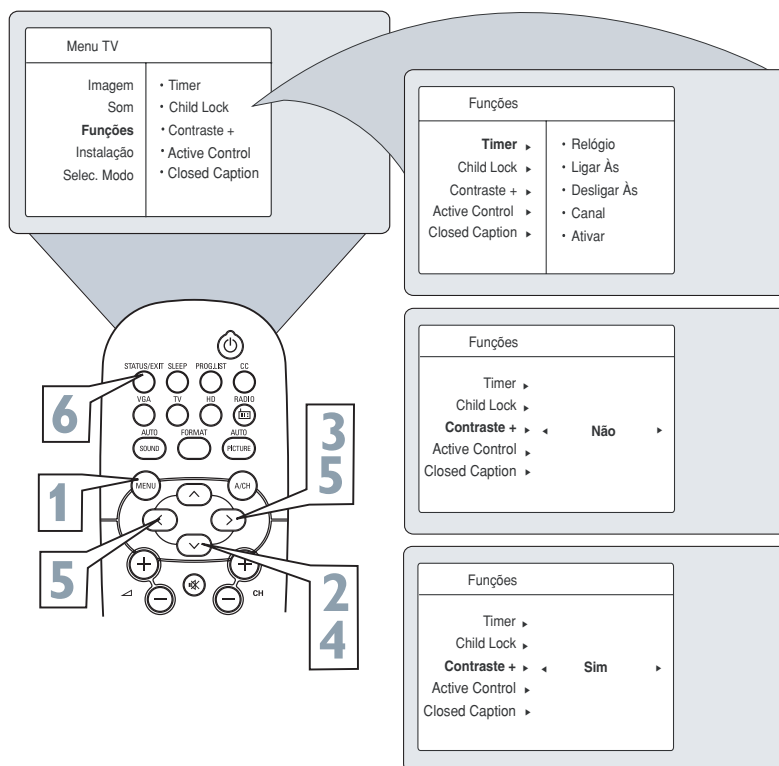 Menu TV
Imagem
Som
Funções
Instalação
Selec. Modo
• Timer
• Child Lock
• Contraste +
• Active Control
• Closed Caption
Funções
Timer
Child Lock
Contraste +
Active Control
Closed Caption
• Relógio
• Ligar Às
• Desligar Às
• Canal
• Ativar
Funções
Timer
Child Lock
Contraste + Não
Active Control
Closed Caption
Funções
Timer
Child Lock
Contraste + Sim
Active Control
Closed Caption
STATUS/EXIT SLEEP PROG.LIST CC
VGA TV HD RADIO
AUTO FORMAT AUTO
SOUND PICTURE
MENU A/CH
CH
6
1
5
3
5
2
4